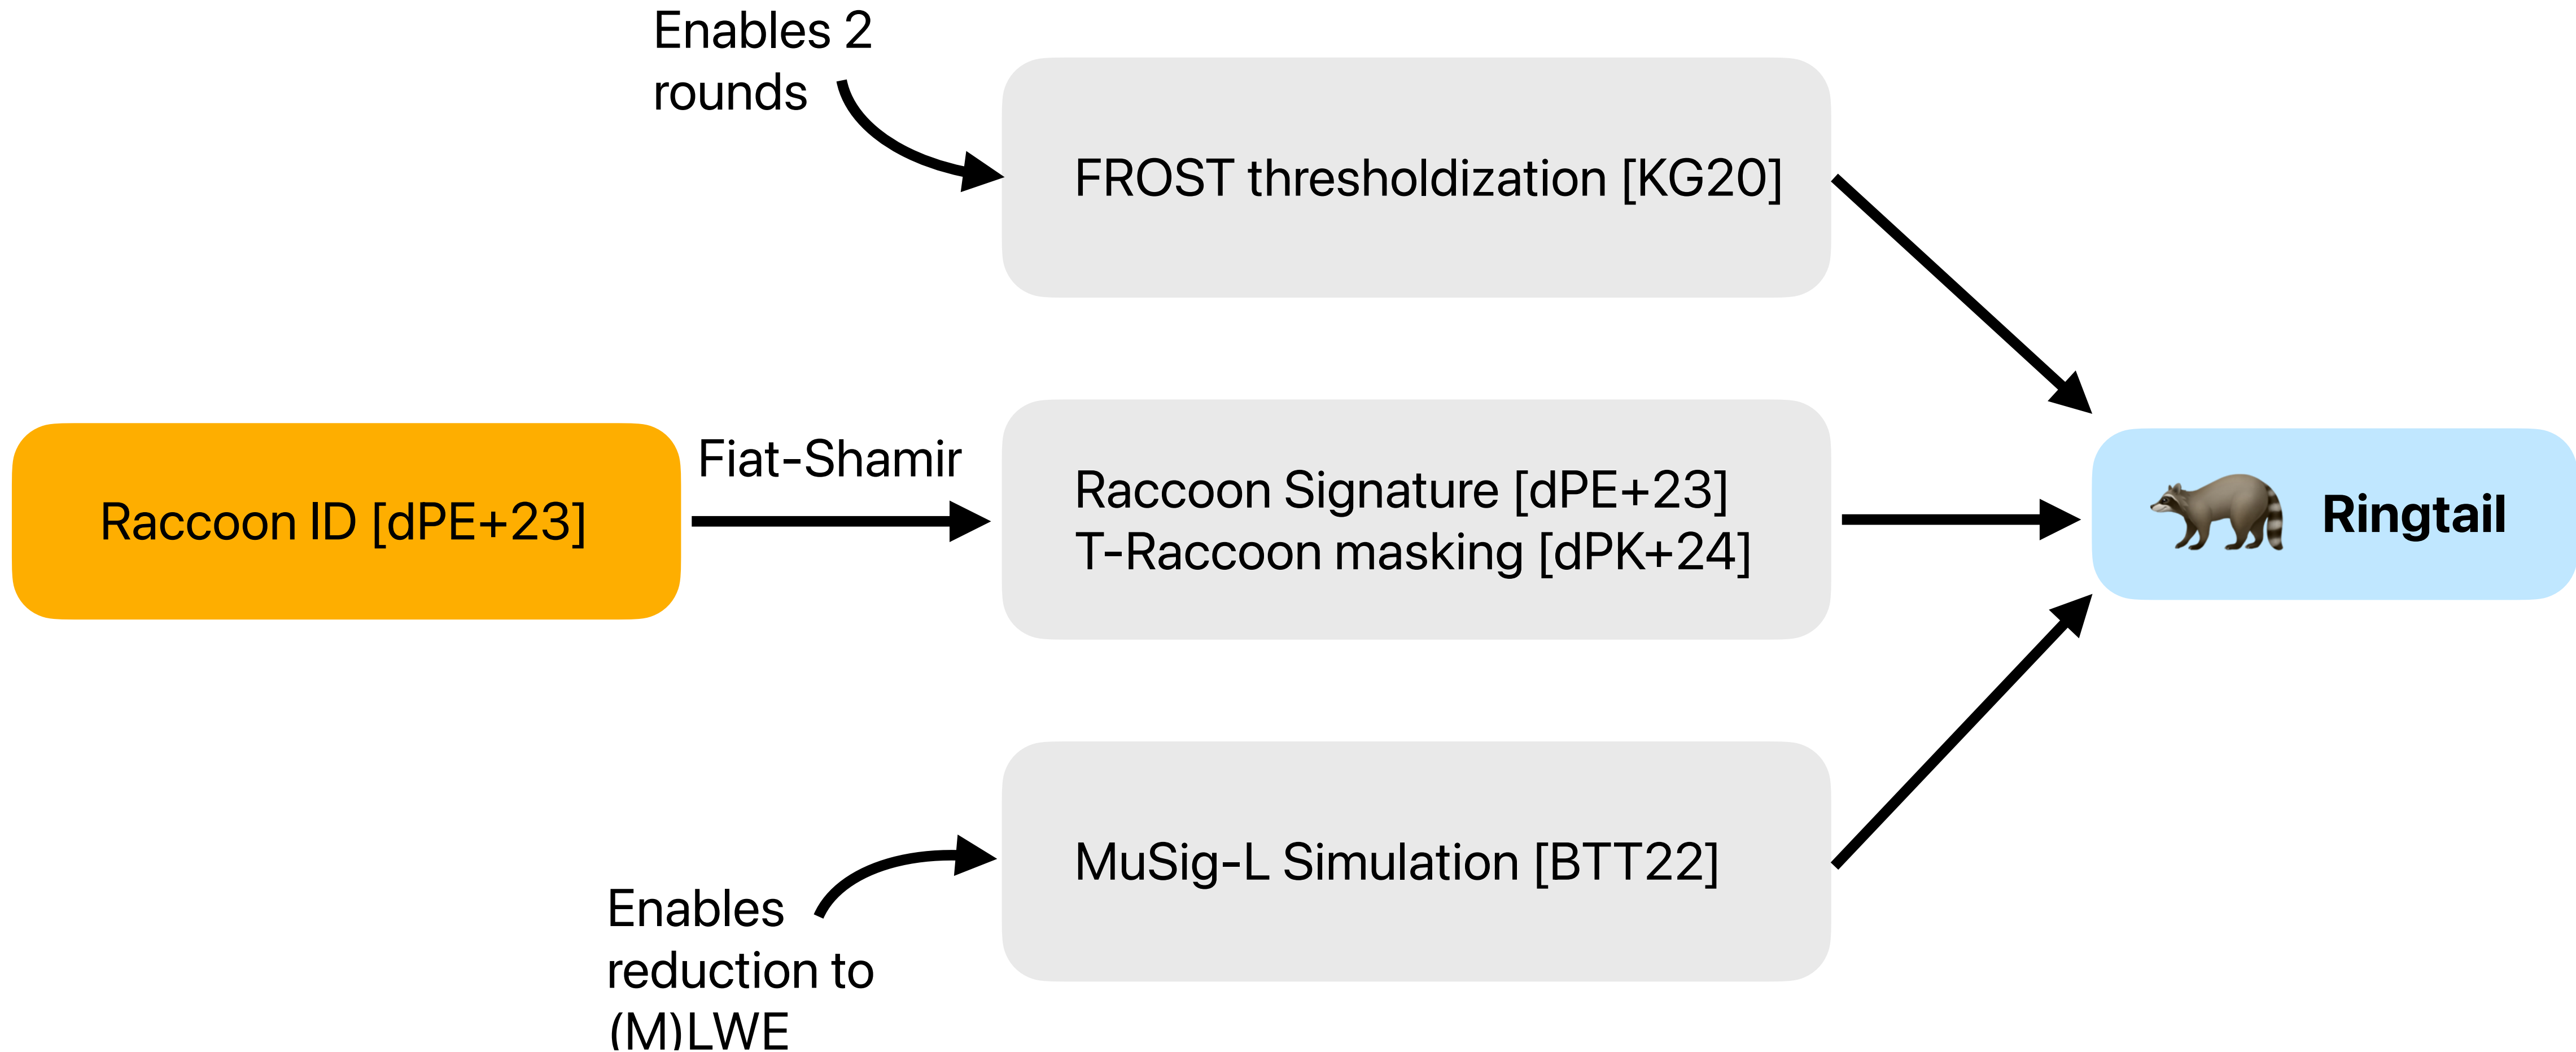 Enables 2
rounds
FROST thresholdization [KG20]
Raccoon ID [dPE+23]
Fiat-Shamir
Raccoon Signature [dPE+23]
T-Raccoon masking [dPK+24]
Ringtail
MuSig-L Simulation [BTT22]
Enables
reduction to
(M)LWE